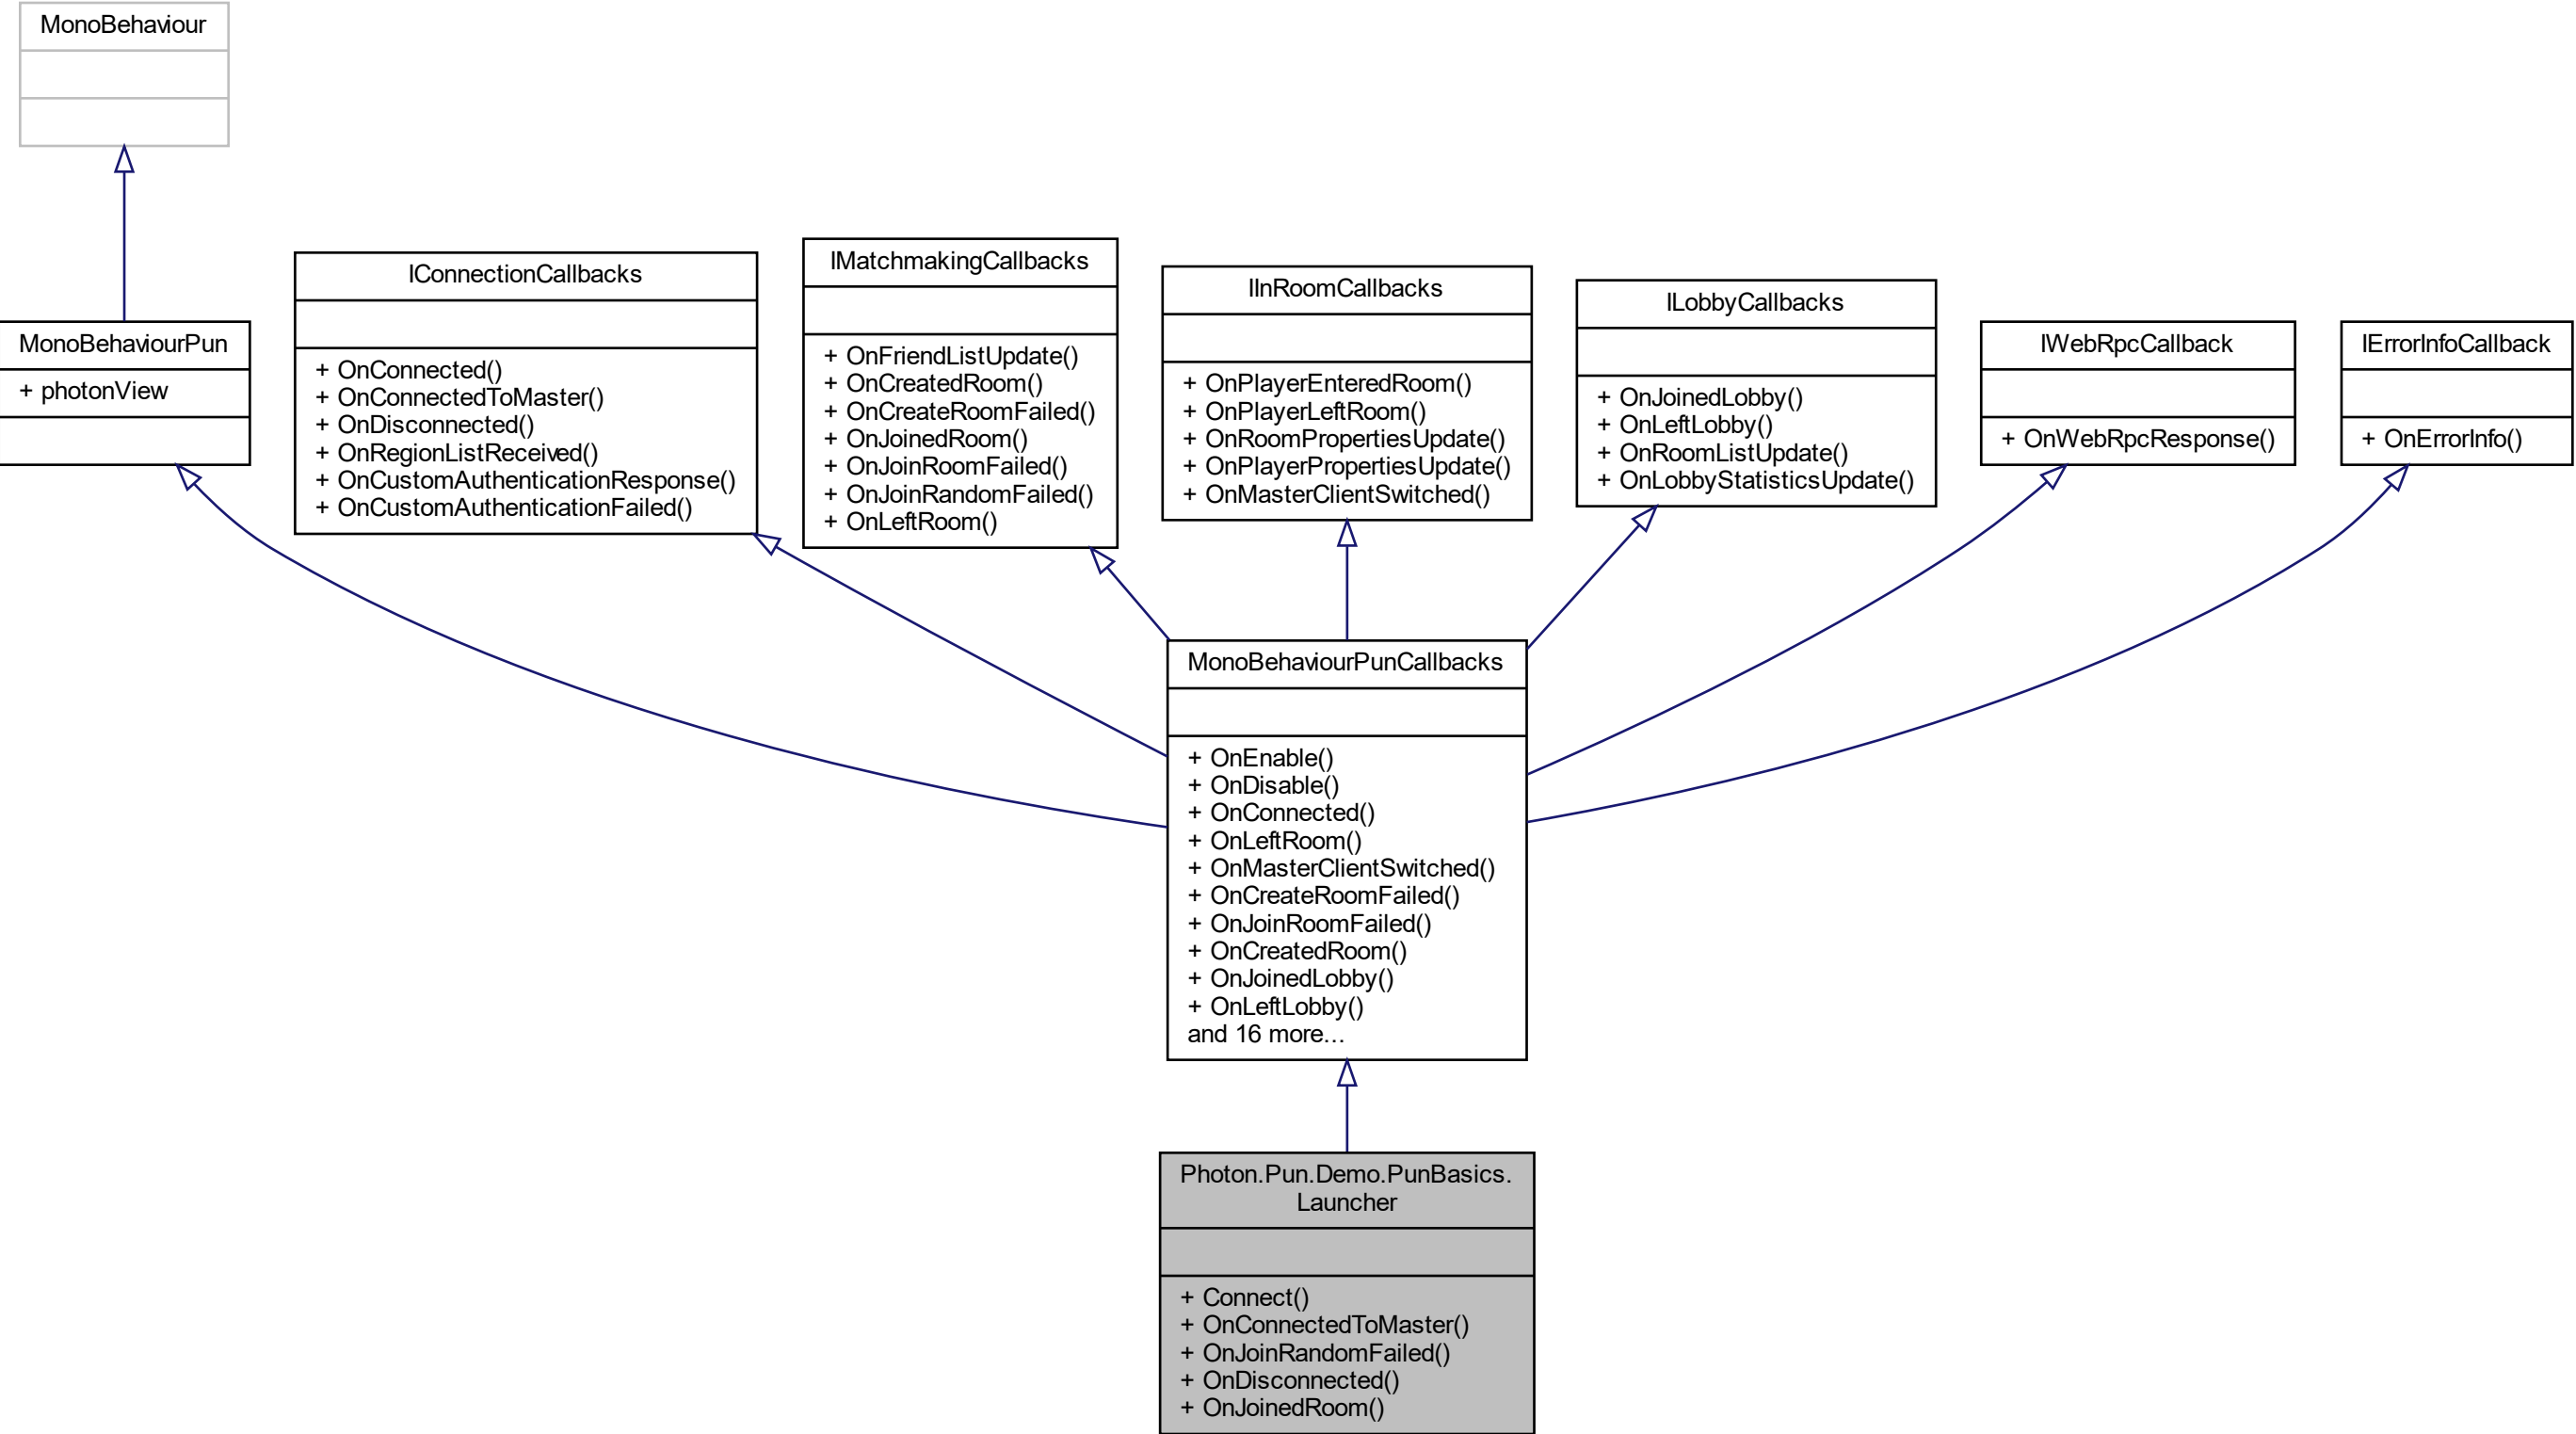 MonoBehaviour
MonoBehaviourPun
+ photonView
IConnectionCallbacks
+ OnConnected()
+ OnConnectedToMaster()
+ OnDisconnected()
+ OnRegionListReceived()
+ OnCustomAuthenticationResponse()
+ OnCustomAuthenticationFailed()
IMatchmakingCallbacks
+ OnFriendListUpdate()
+ OnCreatedRoom()
+ OnCreateRoomFailed()
+ OnJoinedRoom()
+ OnJoinRoomFailed()
+ OnJoinRandomFailed()
+ OnLeftRoom()
IInRoomCallbacks
+ OnPlayerEnteredRoom()
+ OnPlayerLeftRoom()
+ OnRoomPropertiesUpdate()
+ OnPlayerPropertiesUpdate()
+ OnMasterClientSwitched()
ILobbyCallbacks
+ OnJoinedLobby()
+ OnLeftLobby()
+ OnRoomListUpdate()
+ OnLobbyStatisticsUpdate()
IWebRpcCallback
+ OnWebRpcResponse()
IErrorInfoCallback
+ OnErrorInfo()
MonoBehaviourPunCallbacks
+ OnEnable()
+ OnDisable()
+ OnConnected()
+ OnLeftRoom()
+ OnMasterClientSwitched()
+ OnCreateRoomFailed()
+ OnJoinRoomFailed()
+ OnCreatedRoom()
+ OnJoinedLobby()
+ OnLeftLobby()
and 16 more...
Photon.Pun.Demo.PunBasics.
Launcher
+ Connect()
+ OnConnectedToMaster()
+ OnJoinRandomFailed()
+ OnDisconnected()
+ OnJoinedRoom()